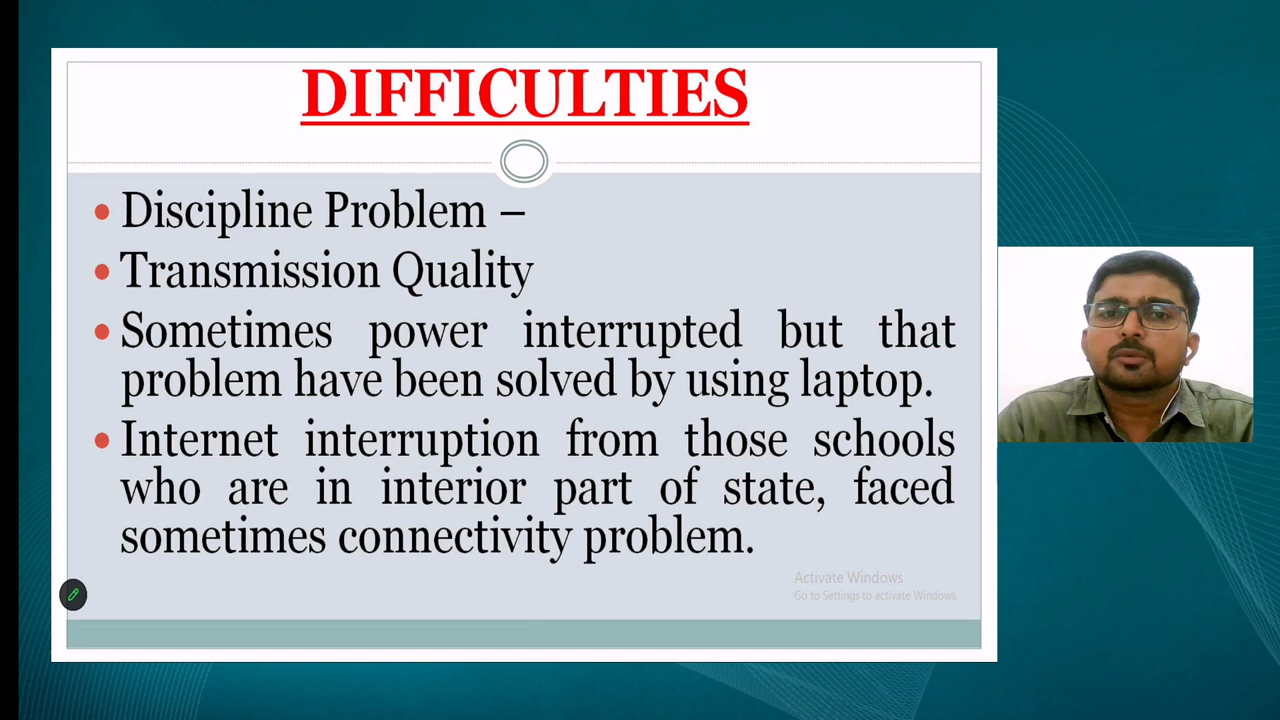 DIFFICULTIES
• Discipline Problem –
• Transmission Quality
• Sometimes power interrupted but that
problem have been solved by using laptop.
• Internet interruption from those schools
who are in interior part of state, faced
sometimes connectivity problem.
Activate Windows
Go to Settings to activate Windows.